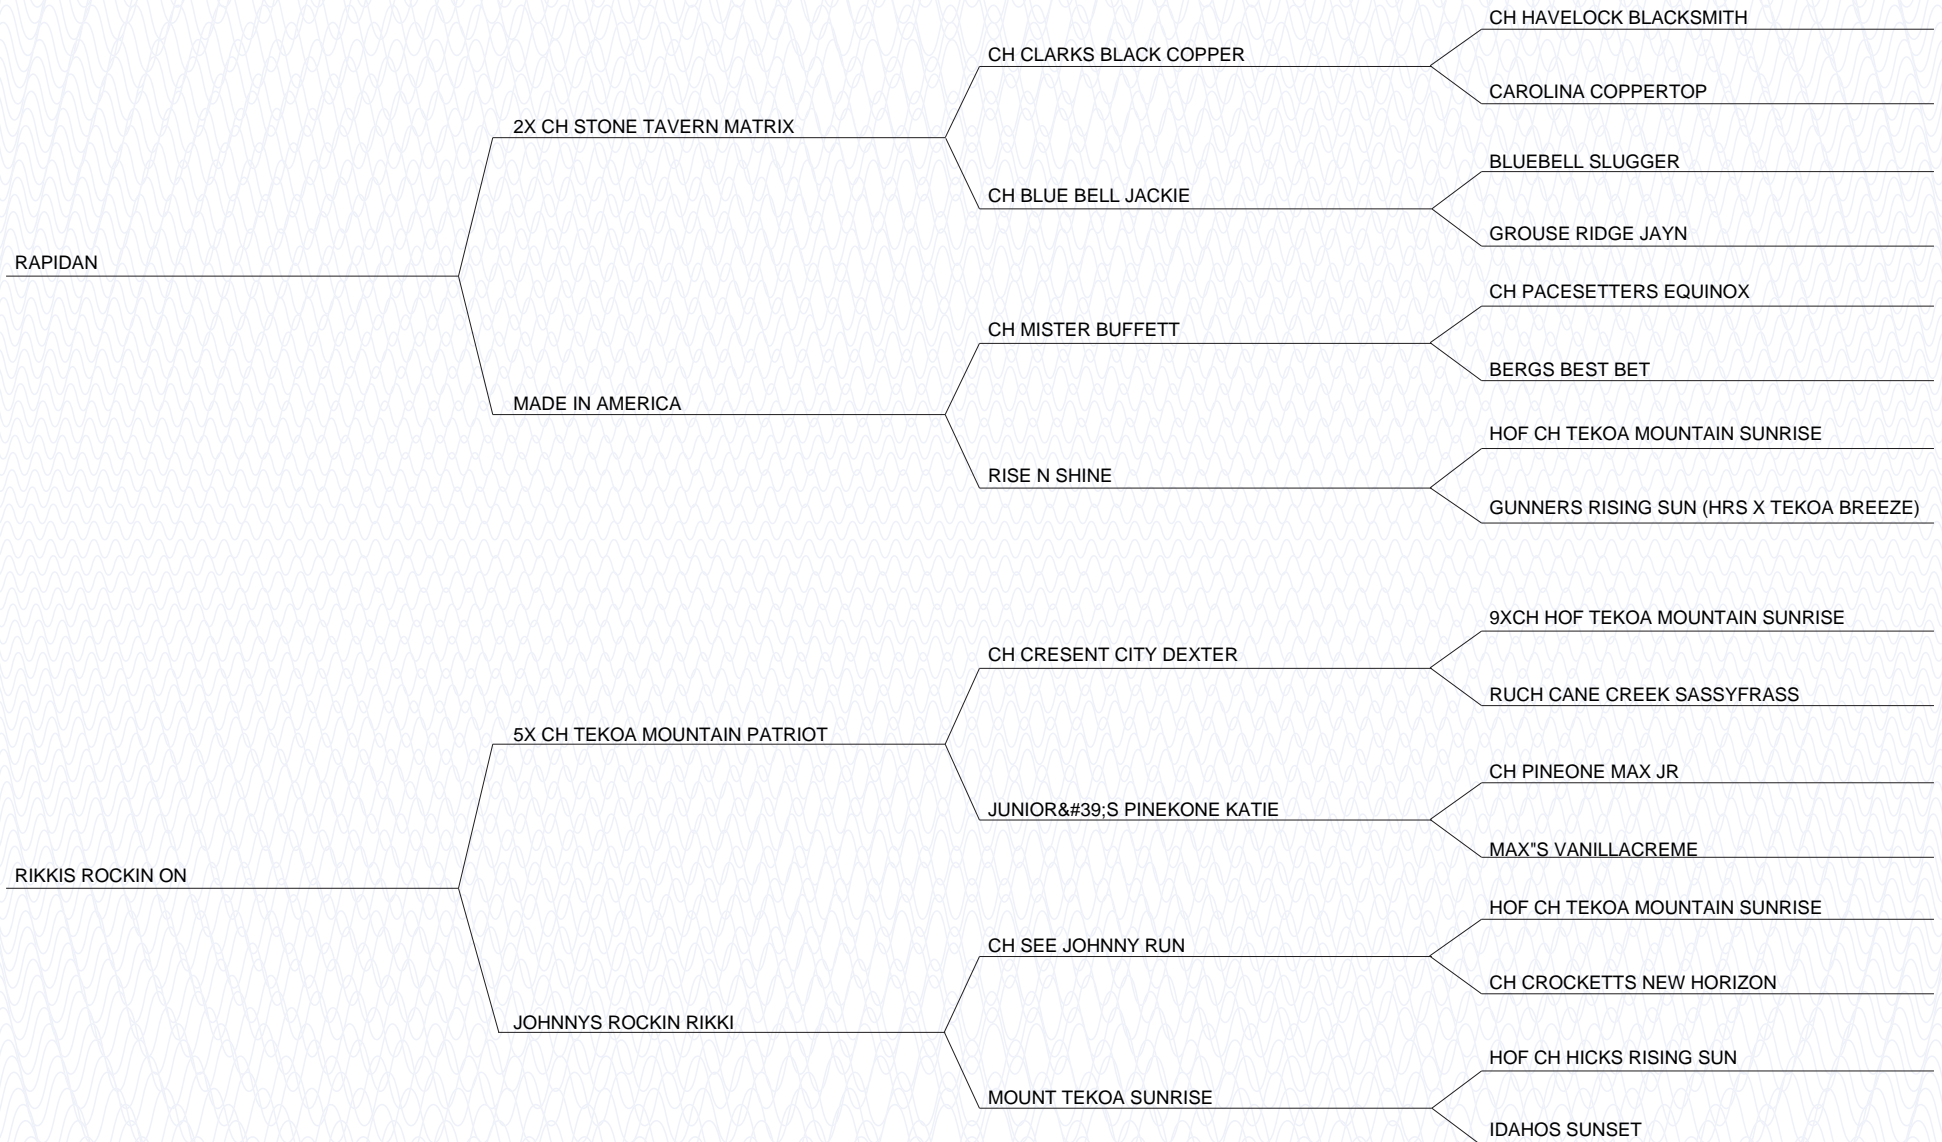 CH HAVELOCK BLACKSMITH
CH CLARKS BLACK COPPER
CAROLINA COPPERTOP
2X CH STONE TAVERN MATRIX
BLUEBELL SLUGGER
CH BLUE BELL JACKIE
GROUSE RIDGE JAYN
RAPIDAN
CH PACESETTERS EQUINOX
CH MISTER BUFFETT
BERGS BEST BET
MADE IN AMERICA
HOF CH TEKOA MOUNTAIN SUNRISE
RISE N SHINE
GUNNERS RISING SUN (HRS X TEKOA BREEZE)
9XCH HOF TEKOA MOUNTAIN SUNRISE
CH CRESENT CITY DEXTER
RUCH CANE CREEK SASSYFRASS
5X CH TEKOA MOUNTAIN PATRIOT
CH PINEONE MAX JR
JUNIOR&#39;S PINEKONE KATIE
MAX"S VANILLACREME
RIKKIS ROCKIN ON
HOF CH TEKOA MOUNTAIN SUNRISE
CH SEE JOHNNY RUN
CH CROCKETTS NEW HORIZON
JOHNNYS ROCKIN RIKKI
HOF CH HICKS RISING SUN
MOUNT TEKOA SUNRISE
IDAHOS SUNSET